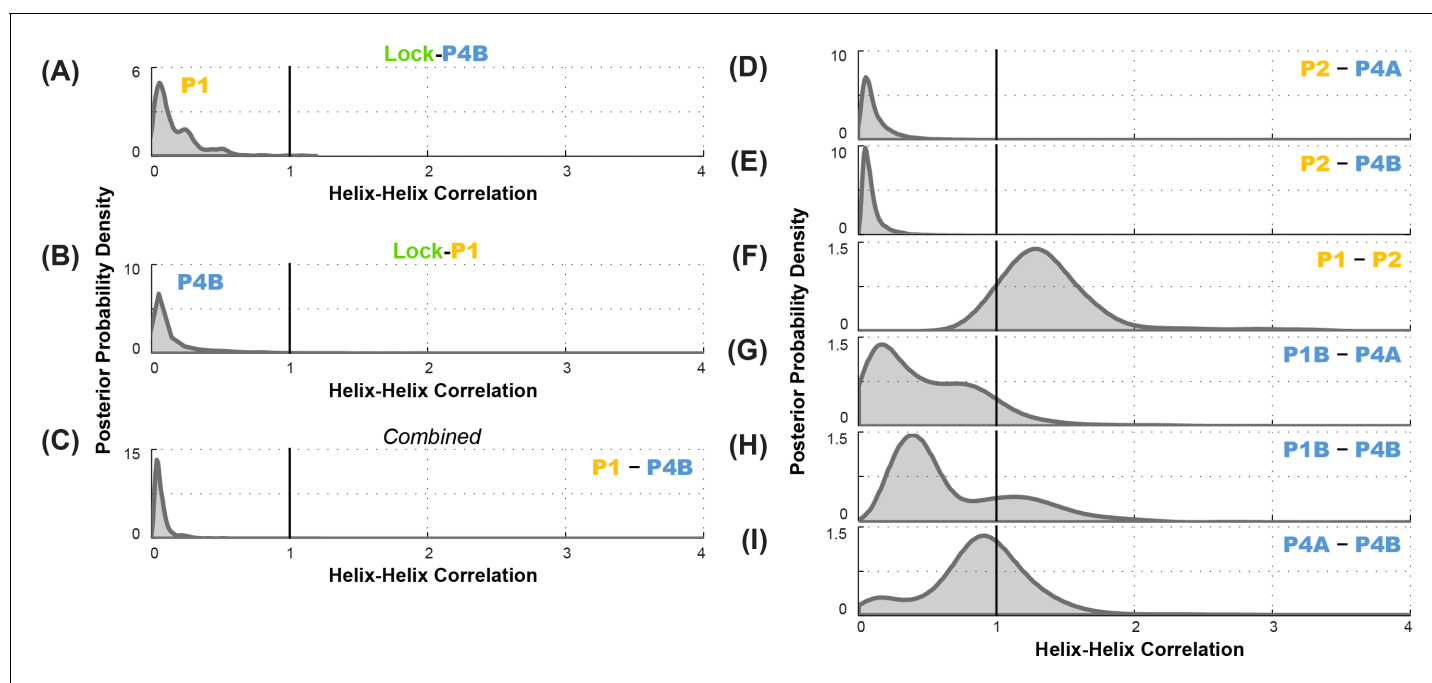 (A)
Lock-P4B
6
P1
0
0 1 2 3 4
Helix-Helix Correlation
Posterior Probability Density
(B)
Lock-P1
10
P4B
0
0 1 2 3 4
Helix-Helix Correlation
(C)
Combined
15
P1 – P4B
0
0 1 2 3 4
Helix-Helix Correlation
(D)
10
P2 – P4A
0
(E)
10
P2 – P4B
0
(F)
1.5
P1 – P2
0
Posterior Probability Density
(G)
1.5
P1B – P4A
0
(H)
1.5
P1B – P4B
0
(I)
1.5
P4A – P4B
0
0 1 2 3 4
Helix-Helix Correlation